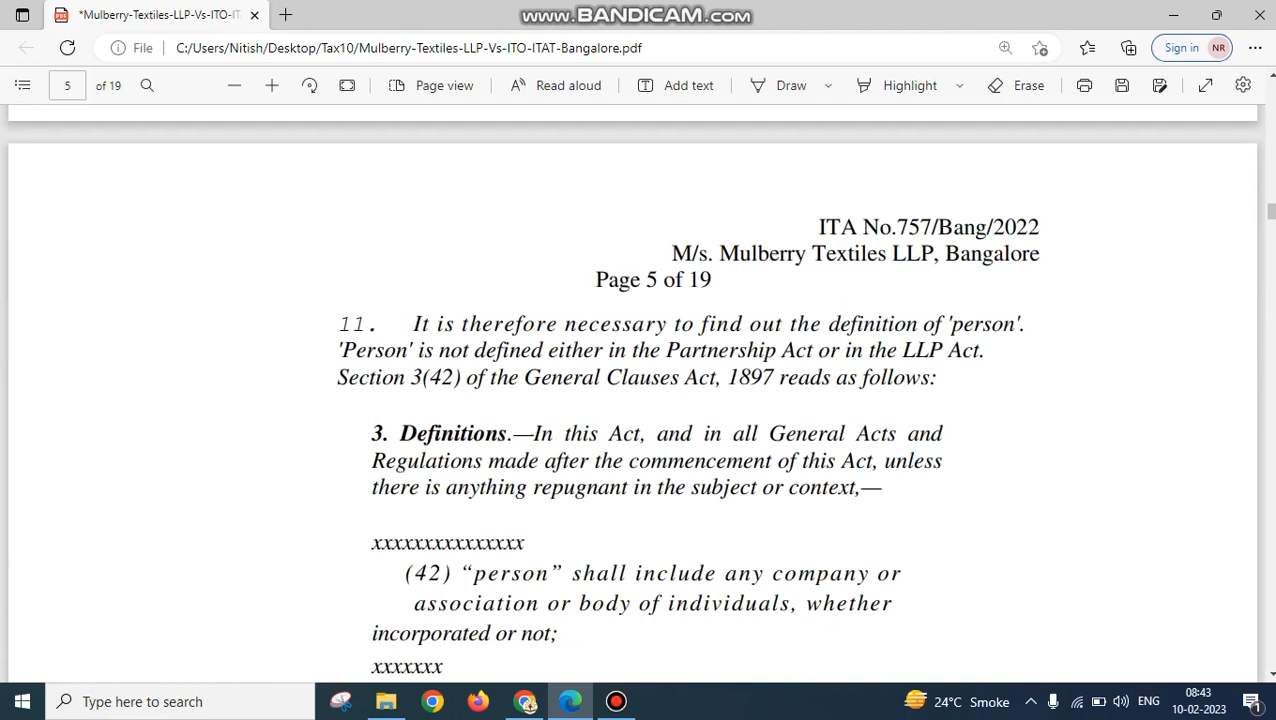 www.BANDICAM.com
*Mulberry-Textiles-LLP-Vs-ITO-IT
File
C:/Users/Nitish/Desktop/Tax10/Mulberry-Textiles-LLP-Vs-ITO-ITAT-Bangalore.pdf
Sign in NR
5 of 19
Page view
Read aloud
Add text
Draw
Highlight
Erase
ITA No.757/Bang/2022
M/s. Mulberry Textiles LLP, Bangalore
Page 5 of 19
11. It is therefore necessary to find out the definition of 'person'.
'Person' is not defined either in the Partnership Act or in the LLP Act.
Section 3(42) of the General Clauses Act, 1897 reads as follows:
3. Definitions.—In this Act, and in all General Acts and
Regulations made after the commencement of this Act, unless
there is anything repugnant in the subject or context,—
xxxxxxxxxxxxxxx
(42) “person” shall include any company or
association or body of individuals, whether
incorporated or not;
xxxxxxx
Type here to search
24°C Smoke
ENG
08:43
10-02-2023
1